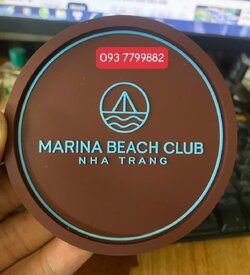 093 7799882
MARINA BEACH CLUB
NHA TRANG